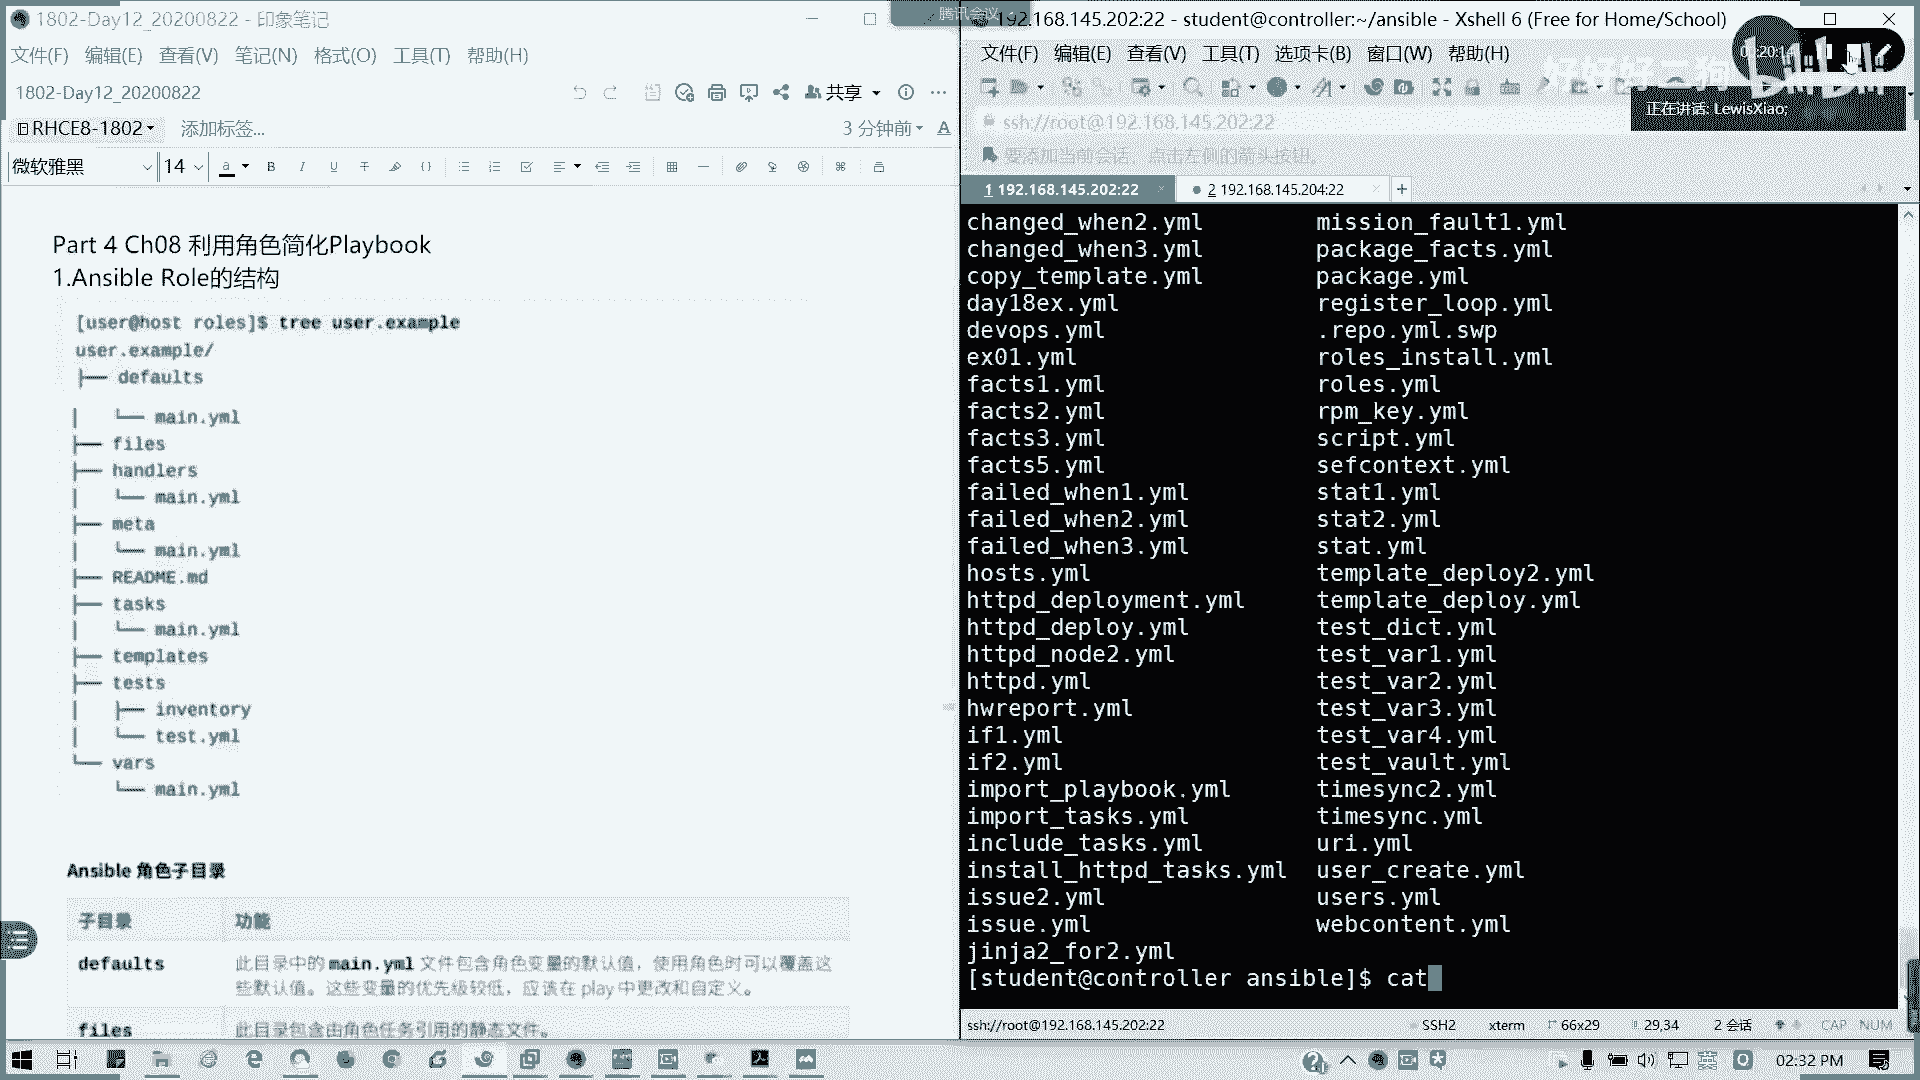 1802-Day12_20200822 - 印象笔记
文件(F) 编辑(E) 查看(V) 笔记(N) 格式(O) 工具(T) 帮助(H)
1802-Day12_20200822
共享
RHCE8-1802
添加标签...
3 分钟前
微软雅黑
14
Part 4 Ch08 利用角色简化Playbook
1.Ansible Role的结构
[user@host roles]$ tree user.example
user.example/
├── defaults
│   └── main.yml
├── files
├── handlers
│   └── main.yml
├── meta
│   └── main.yml
├── README.md
├── tasks
│   └── main.yml
├── templates
├── tests
│   ├── inventory
│   └── test.yml
└── vars
    └── main.yml
Ansible 角色子目录
子目录 功能
defaults 此目录中的 main.yml 文件包含角色变量的默认值，使用角色时可以覆盖这
些默认值。这些变量的优先级较低，应该在 play 中更改和自定义。
files 此目录包含由角色任务引用的静态文件。
腾讯会议
192.168.145.202:22 - student@controller:~/ansible - Xshell 6 (Free for Home/School)
文件(F) 编辑(E) 查看(V) 工具(T) 选项卡(B) 窗口(W) 帮助(H)
好好好二狗
bilibili
正在讲话: LewisXiao;
ssh://root@192.168.145.202:22
要添加当前会话，点击左侧的箭头按钮。
1 192.168.145.202:22
2 192.168.145.204:22
changed_when2.yml mission_fault1.yml
changed_when3.yml package_facts.yml
copy_template.yml package.yml
day18ex.yml register_loop.yml
devops.yml .repo.yml.swp
ex01.yml roles_install.yml
facts1.yml roles.yml
facts2.yml rpm_key.yml
facts3.yml script.yml
facts5.yml sefcontext.yml
failed_when1.yml stat1.yml
failed_when2.yml stat2.yml
failed_when3.yml stat.yml
hosts.yml template_deploy2.yml
httpd_deployment.yml template_deploy.yml
httpd_deploy.yml test_dict.yml
httpd_node2.yml test_var1.yml
httpd.yml test_var2.yml
hwreport.yml test_var3.yml
if1.yml test_var4.yml
if2.yml test_vault.yml
import_playbook.yml timesync2.yml
import_tasks.yml timesync.yml
include_tasks.yml uri.yml
install_httpd_tasks.yml user_create.yml
issue2.yml users.yml
issue.yml webcontent.yml
jinja2_for2.yml
[student@controller ansible]$ cat
ssh://root@192.168.145.202:22
SSH2 xterm 66x29 29,34 2 会话 CAP NUM
英
02:32 PM